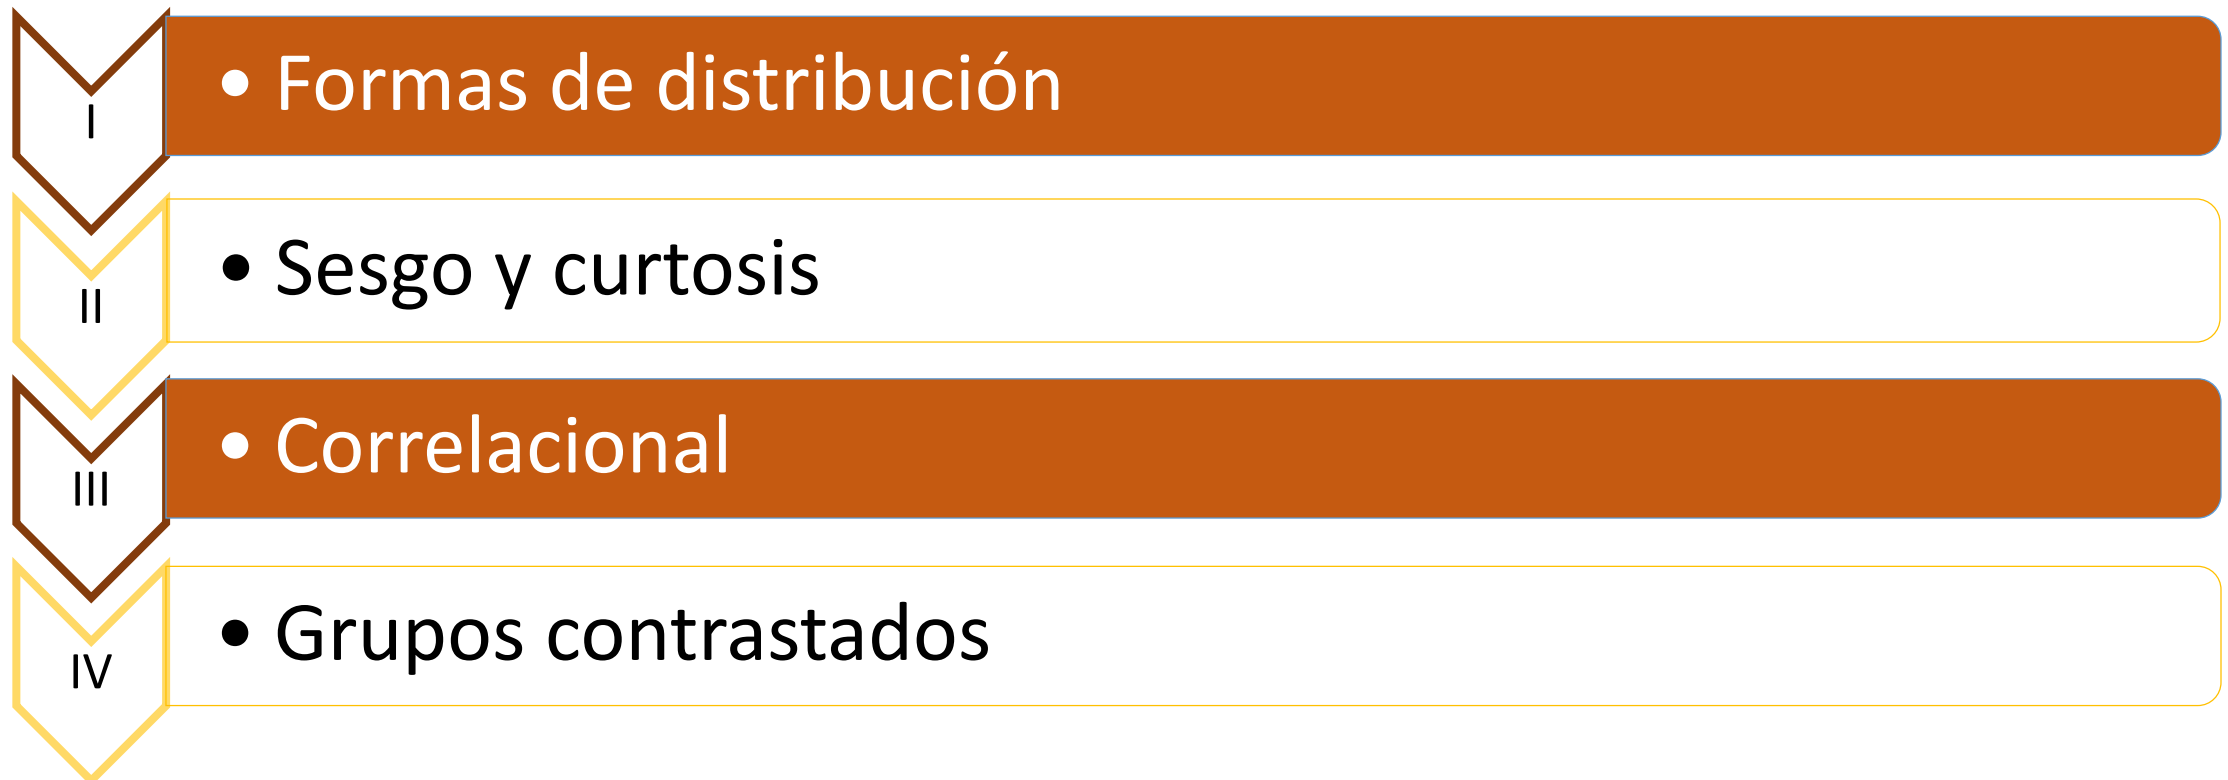 I
• Formas de distribución
II
• Sesgo y curtosis
III
• Correlacional
IV
• Grupos contrastados